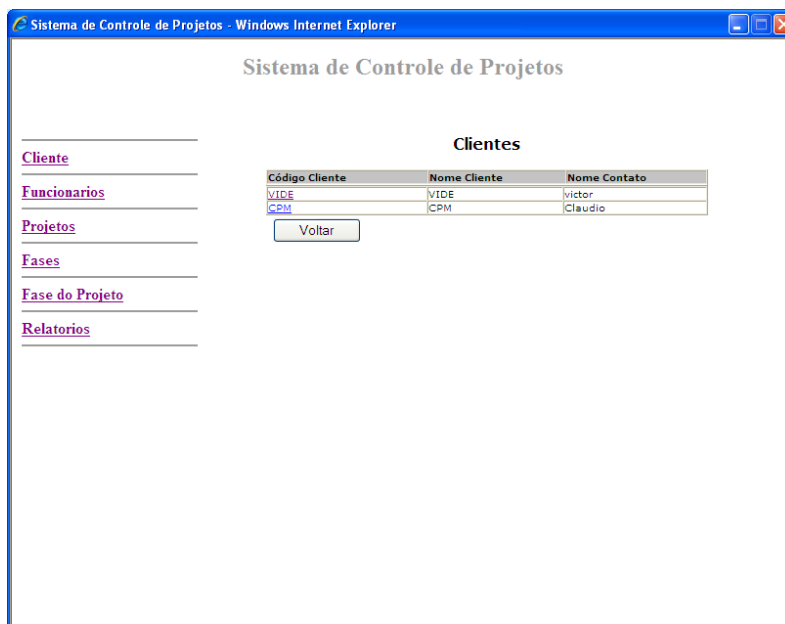 Sistema de Controle de Projetos - Windows Internet Explorer
Sistema de Controle de Projetos
Cliente
Funcionarios
Projetos
Fases
Fase do Projeto
Relatorios
Clientes
Código Cliente Nome Cliente Nome Contato
VIDE VIDE victor
CPM CPM Claudio
Voltar